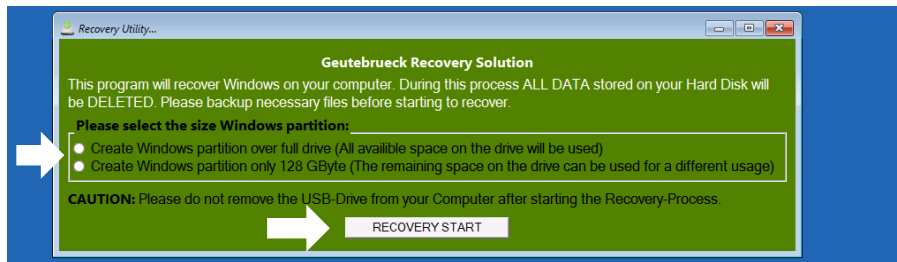 Recovery Utility...
Geutebrueck Recovery Solution
This program will recover Windows on your computer. During this process ALL DATA stored on your Hard Disk will
be DELETED. Please backup necessary files before starting to recover.
Please select the size Windows partition:
Create Windows partition over full drive (All availible space on the drive will be used)
Create Windows partition only 128 GByte (The remaining space on the drive can be used for a different usage)
CAUTION: Please do not remove the USB-Drive from your Computer after starting the Recovery-Process.
RECOVERY START